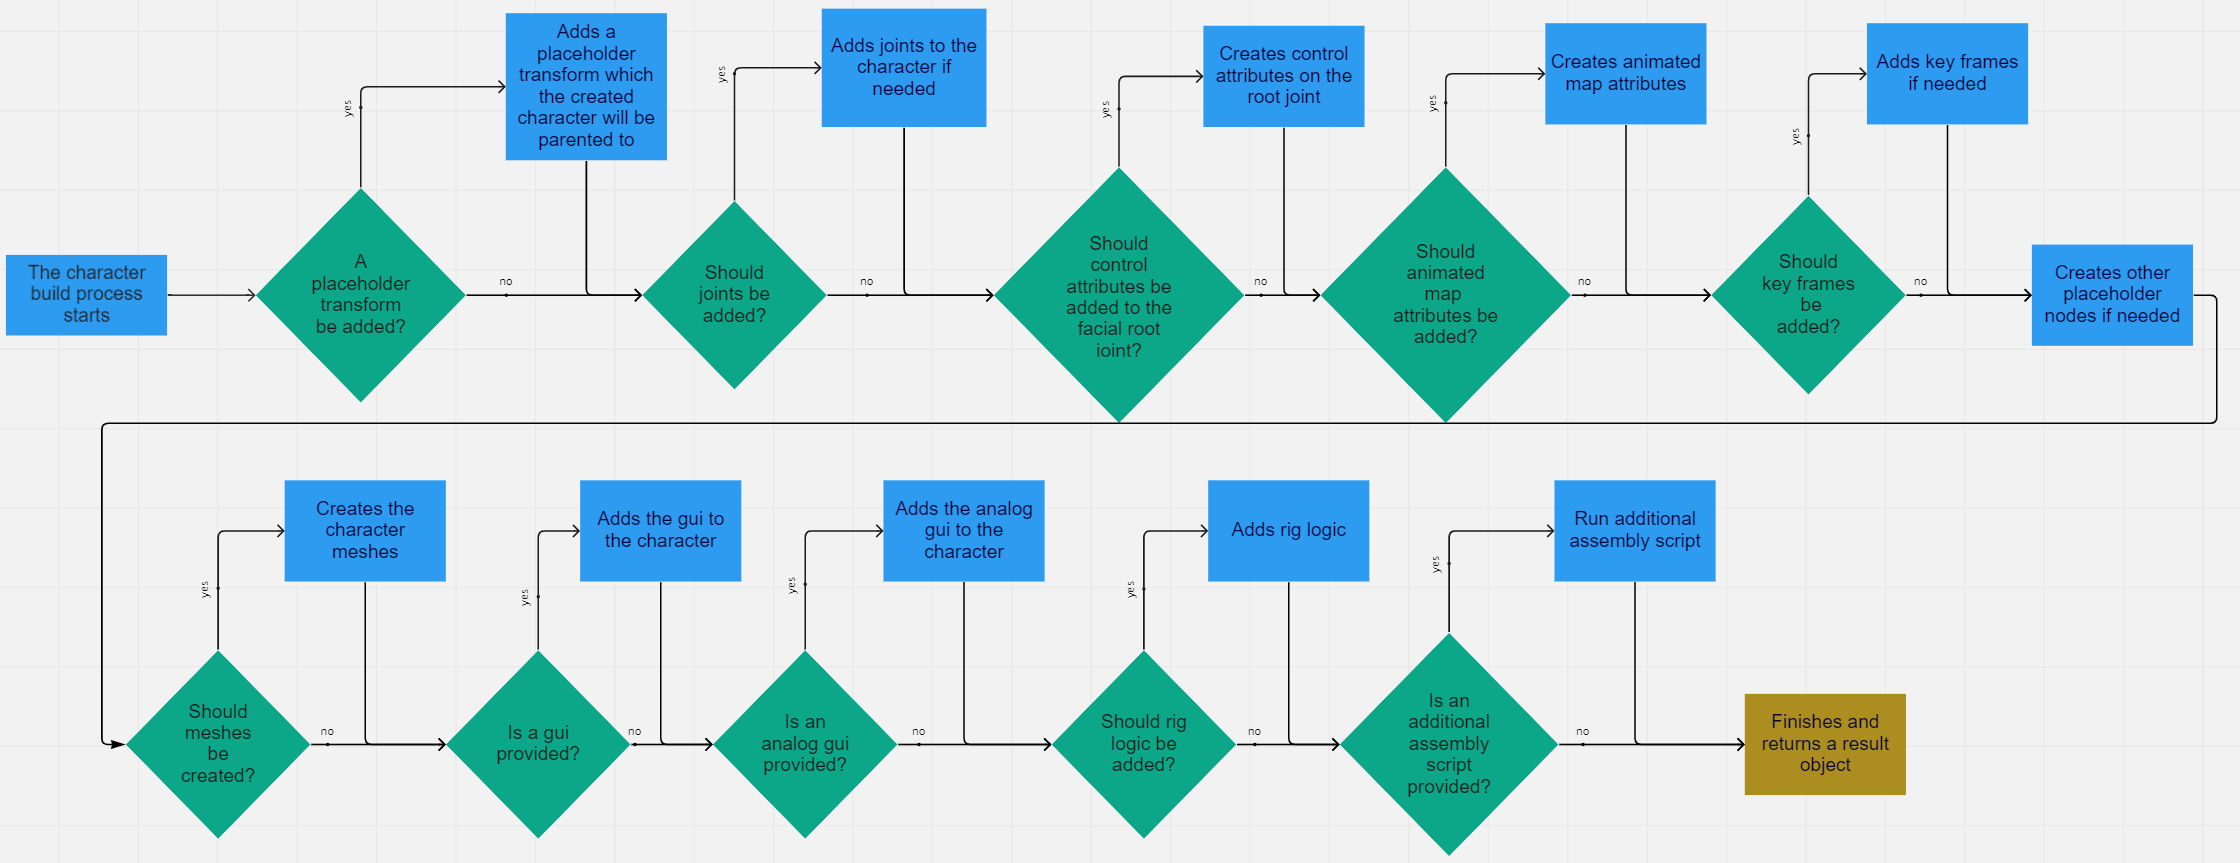 Adds a
placeholder
transform which
the created
character will be
parented to
Adds joints to the
character if
needed
Creates control
attributes on the
root joint
Creates animated
map attributes
Adds key frames
if needed
yes
yes
yes
yes
yes
The character
build process
starts
A
placeholder
transform
be added?
no
Should
joints be
added?
no
Should
control
attributes be
added to the
facial root
ioint?
no
Should
animated
map
attributes be
added?
no
Should
key frames
be
added?
no
Creates other
placeholder
nodes if needed
Creates the
character
meshes
Adds the gui to
the character
Adds the analog
gui to the
character
Adds rig logic
Run additional
assembly script
yes
yes
yes
yes
yes
Should
meshes
be
created?
no
Is a gui
provided?
no
Is an
analog gui
provided?
no
Should rig
logic be
added?
no
Is an
additional
assembly
script
provided?
no
Finishes and
returns a result
object